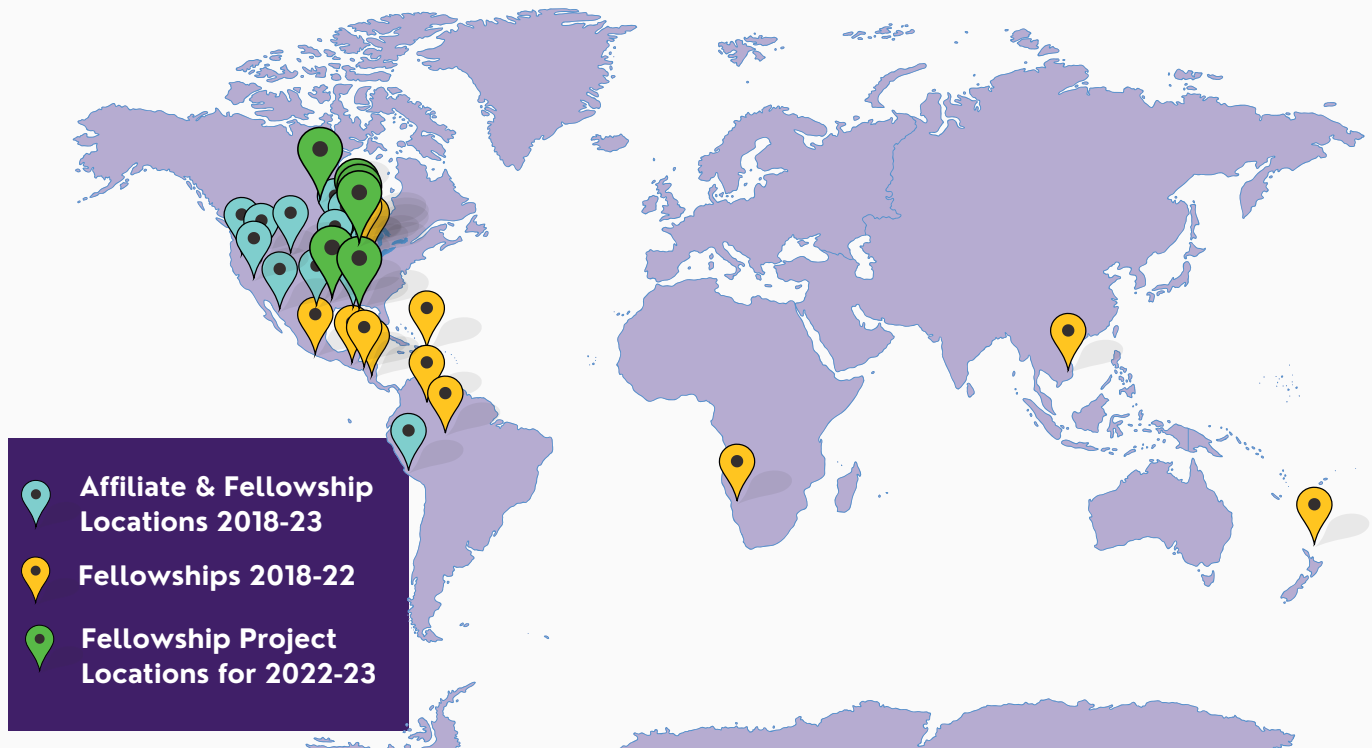 Affiliate & Fellowship
Locations 2018-23
Fellowships 2018-22
Fellowship Project
Locations for 2022-23